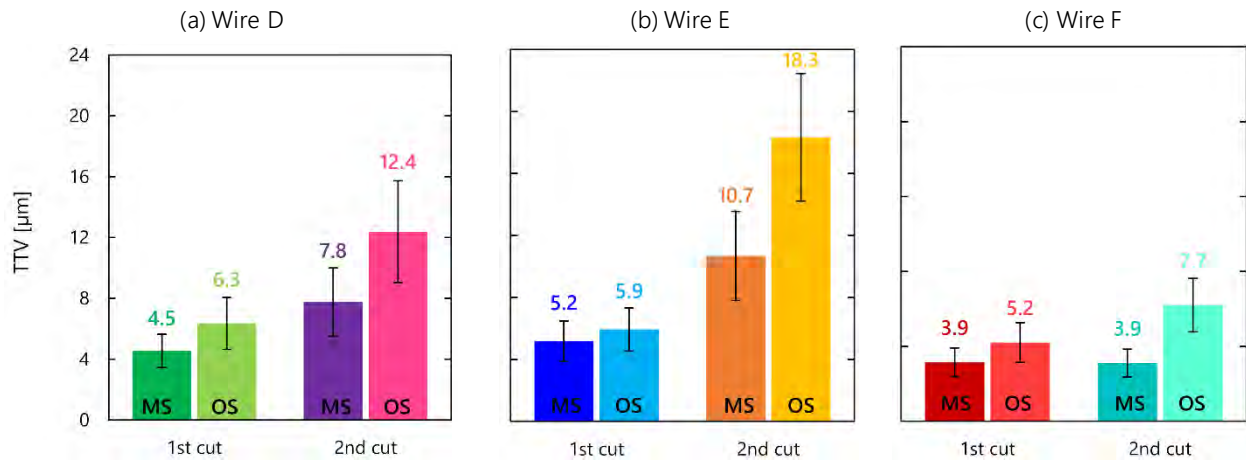 (a) Wire D
(b) Wire E
(c) Wire F
TTV [μm]
24
20
16
12
8
4
0
4.5
6.3
7.8
12.4
MS
OS
MS
OS
1st cut
2nd cut
5.2
5.9
10.7
18.3
MS
OS
MS
OS
1st cut
2nd cut
3.9
5.2
3.9
7.7
MS
OS
MS
OS
1st cut
2nd cut